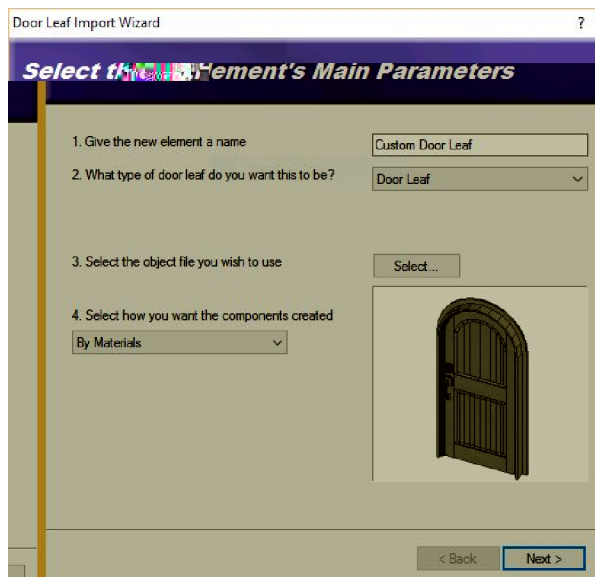 Door Leaf Import Wizard ?
Select th ement's Main Parameters
1. Give the new element a name
Custom Door Leaf
2. What type of door leaf do you want this to be?
Door Leaf
3. Select the object file you wish to use
Select...
4. Select how you want the components created
By Materials
< Back
Next >